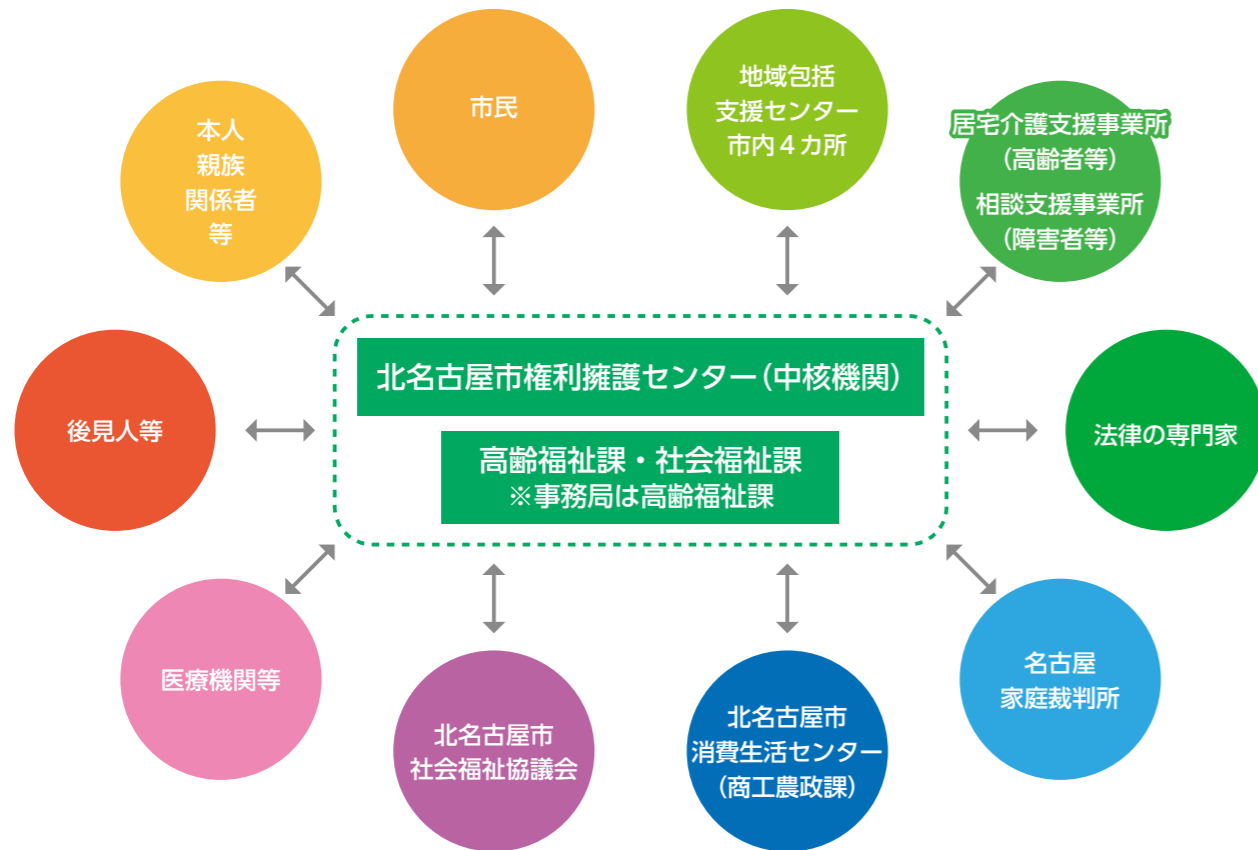 市民
地域包括
支援センター
市内4カ所
本人
親族
関係者
等
居宅介護支援事業所
(高齢者等)
相談支援事業所
(障害者等)
北名古屋市権利擁護センター(中核機関)
高齢福祉課・社会福祉課
※事務局は高齢福祉課
後見人等
法律の専門家
医療機関等
名古屋
家庭裁判所
北名古屋市
社会福祉協議会
北名古屋市
消費生活センター
(商工農政課)